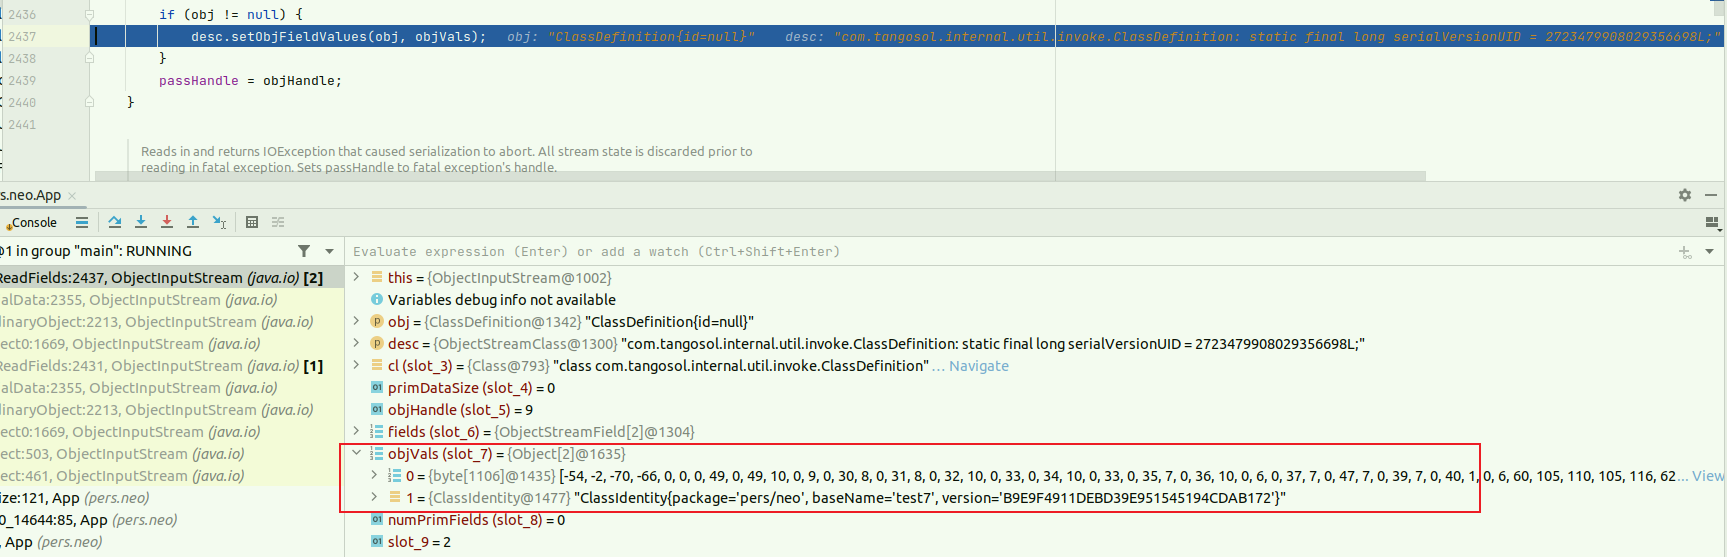 2436 if (obj != null) {
2437 desc.setObjFieldValues(obj, objVals); obj: "ClassDefinition{id=null}" desc: "com.tangosol.internal.util.invoke.ClassDefinition: static final long serialVersionUID = 2723479908029356698L;"
2438 }
2439 passHandle = objHandle;
2440 }
2441
Reads in and returns IOException that caused serialization to abort. All stream state is discarded prior to
reading in fatal exception. Sets passHandle to fatal exception's handle.
s.neo.App ×
Console
@1 in group "main": RUNNING
Evaluate expression (Enter) or add a watch (Ctrl+Shift+Enter)
ReadFields:2437, ObjectInputStream (java.io) [2]
ialData:2355, ObjectInputStream (java.io)
dinaryObject:2213, ObjectInputStream (java.io)
ect0:1669, ObjectInputStream (java.io)
ReadFields:2431, ObjectInputStream (java.io) [1]
ialData:2355, ObjectInputStream (java.io)
dinaryObject:2213, ObjectInputStream (java.io)
ect0:1669, ObjectInputStream (java.io)
ect:503, ObjectInputStream (java.io)
ect:461, ObjectInputStream (java.io)
ize:121, App (pers.neo)
0_14644:85, App (pers.neo)
, App (pers.neo)
this = {ObjectInputStream@1002}
Variables debug info not available
obj = {ClassDefinition@1342} "ClassDefinition{id=null}"
desc = {ObjectStreamClass@1300} "com.tangosol.internal.util.invoke.ClassDefinition: static final long serialVersionUID = 2723479908029356698L;"
cl (slot_3) = {Class@793} "class com.tangosol.internal.util.invoke.ClassDefinition" ... Navigate
primDataSize (slot_4) = 0
objHandle (slot_5) = 9
fields (slot_6) = {ObjectStreamField[2]@1304}
objVals (slot_7) = {Object[2]@1635}
0 = {byte[1106]@1435} [-54, -2, -70, -66, 0, 0, 0, 49, 0, 49, 10, 0, 9, 0, 30, 8, 0, 31, 8, 0, 32, 10, 0, 33, 0, 34, 10, 0, 33, 0, 35, 7, 0, 36, 10, 0, 6, 0, 37, 7, 0, 47, 7, 0, 39, 7, 0, 40, 1, 0, 6, 60, 105, 110, 105, 116, 62... View
1 = {ClassIdentity@1477} "ClassIdentity{package='pers/neo', baseName='test7', version='B9E9F4911DEBD39E951545194CDAB172'}"
numPrimFields (slot_8) = 0
slot_9 = 2